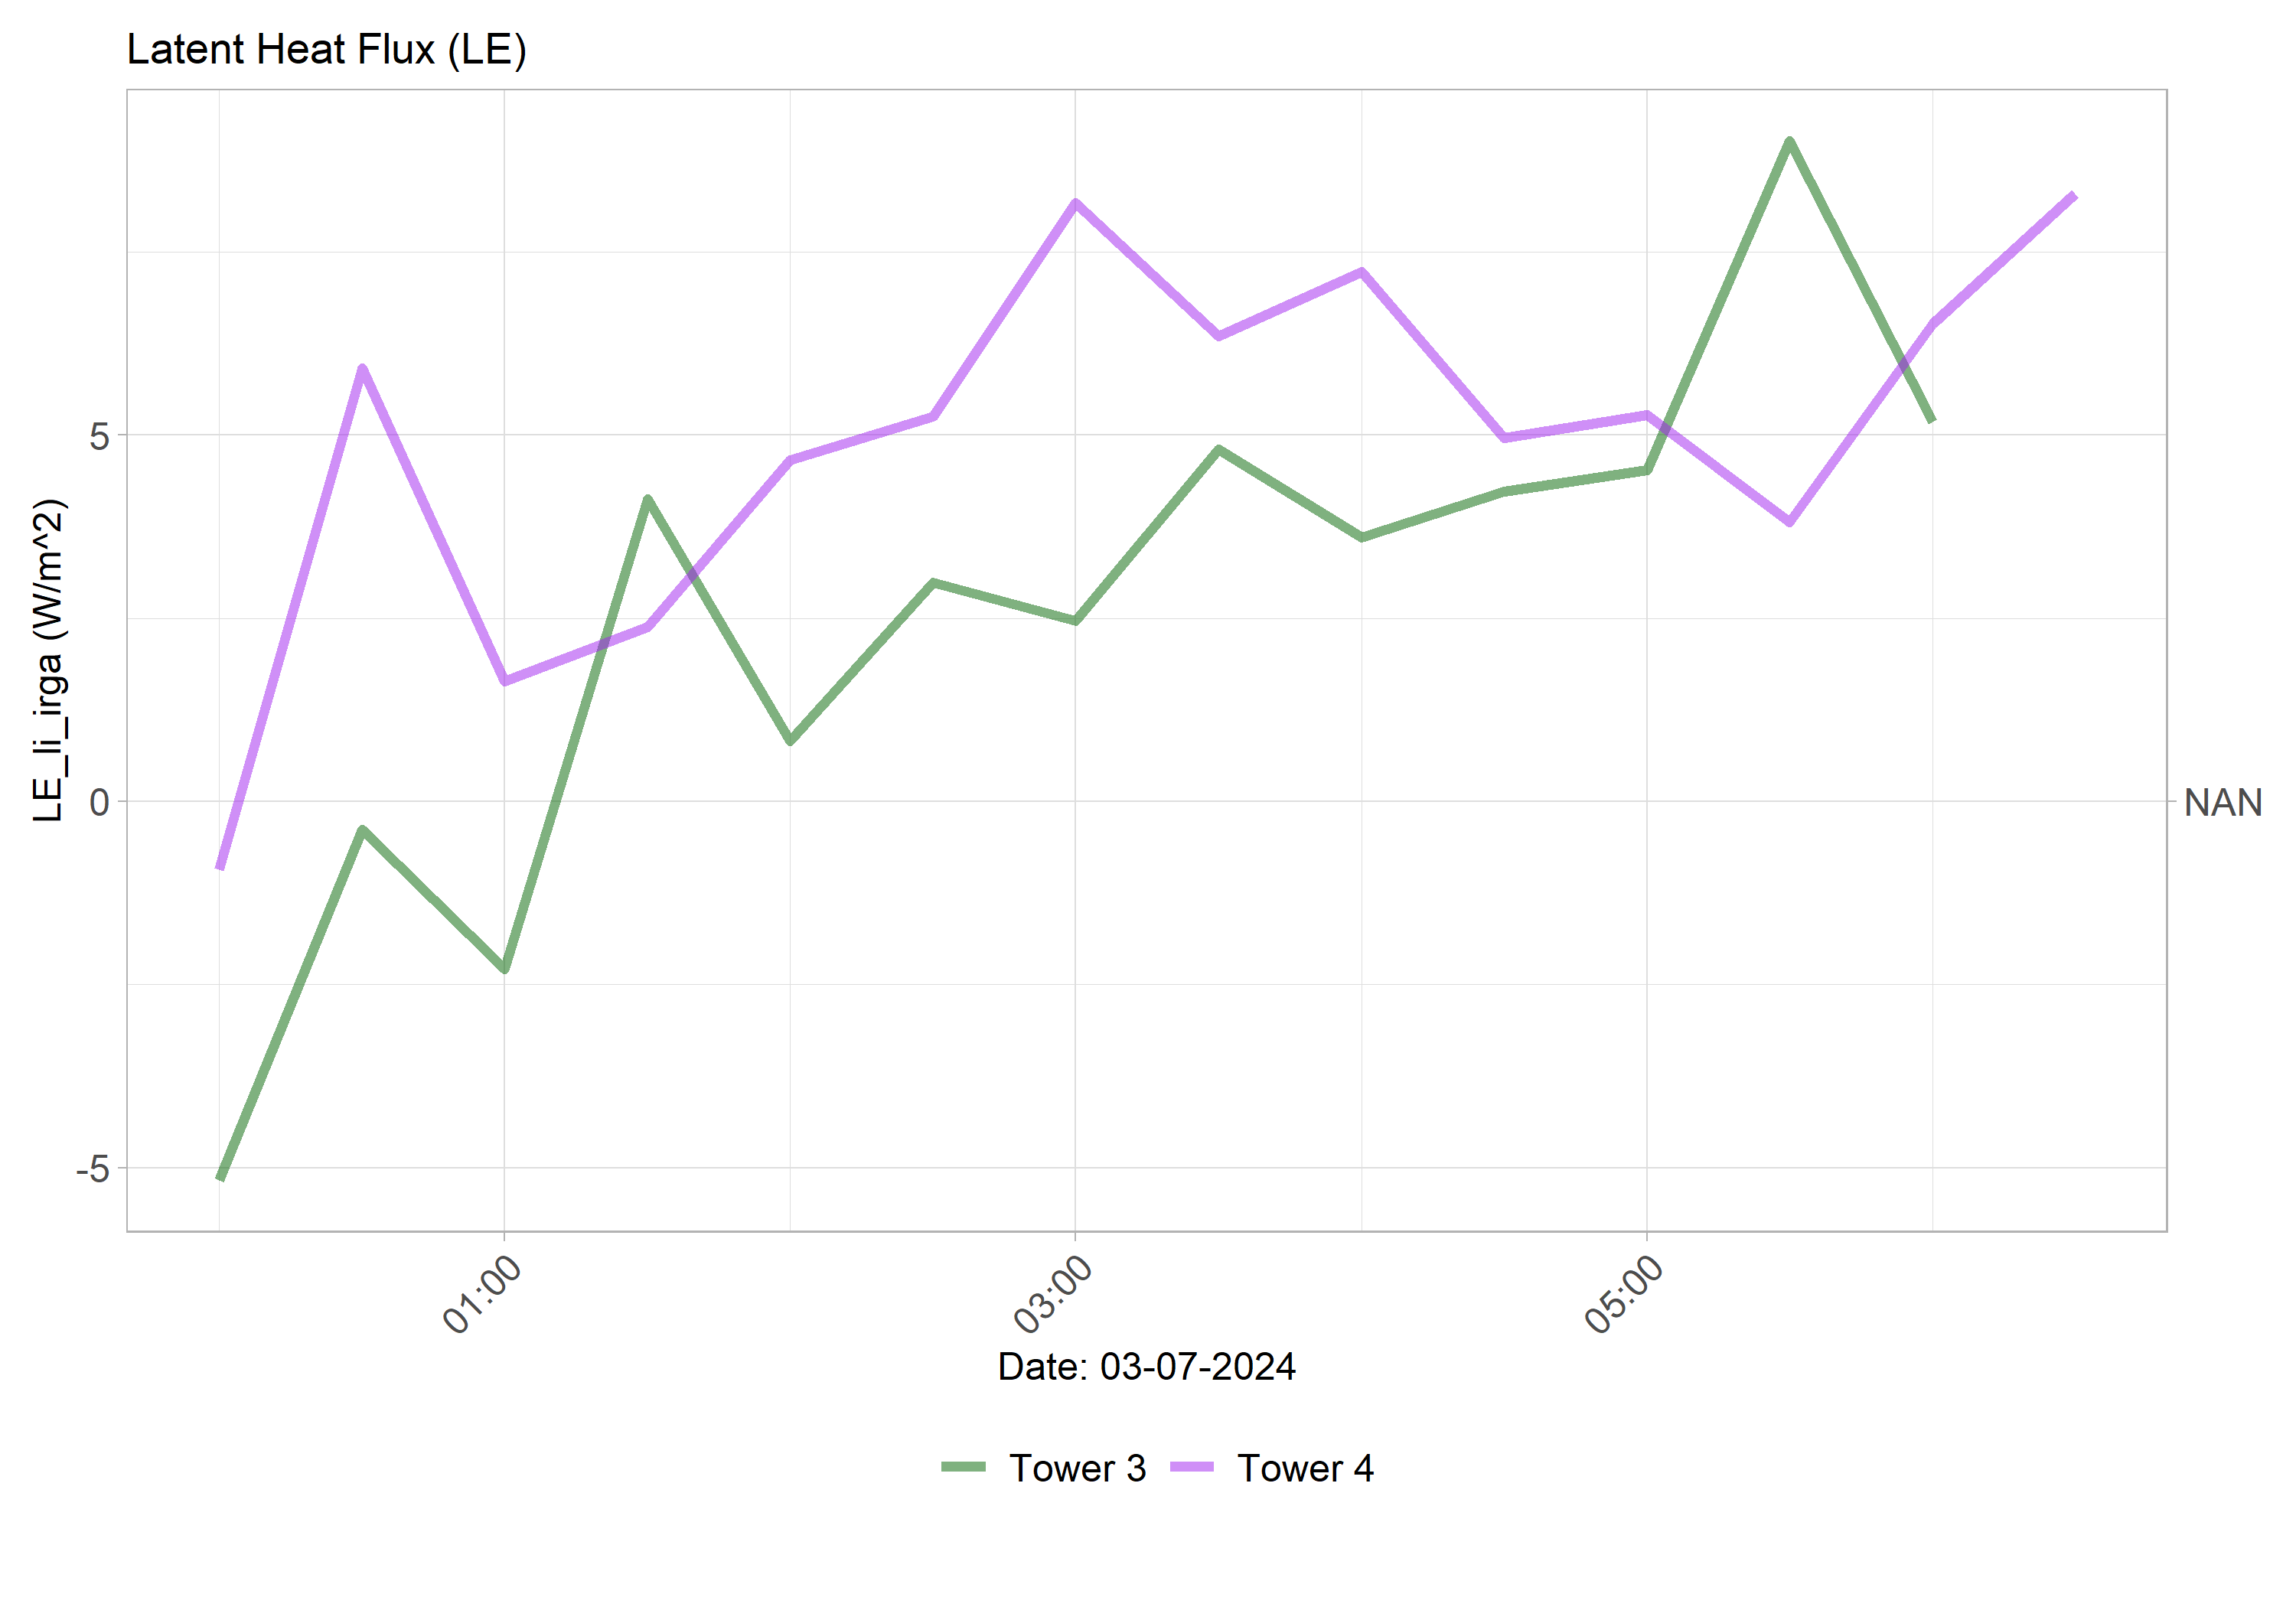 Latent Heat Flux (LE)
LE_li_irga (W/m^2)
5
0
-5
NAN
01:00
03:00
05:00
Date: 03-07-2024
Tower 3
Tower 4